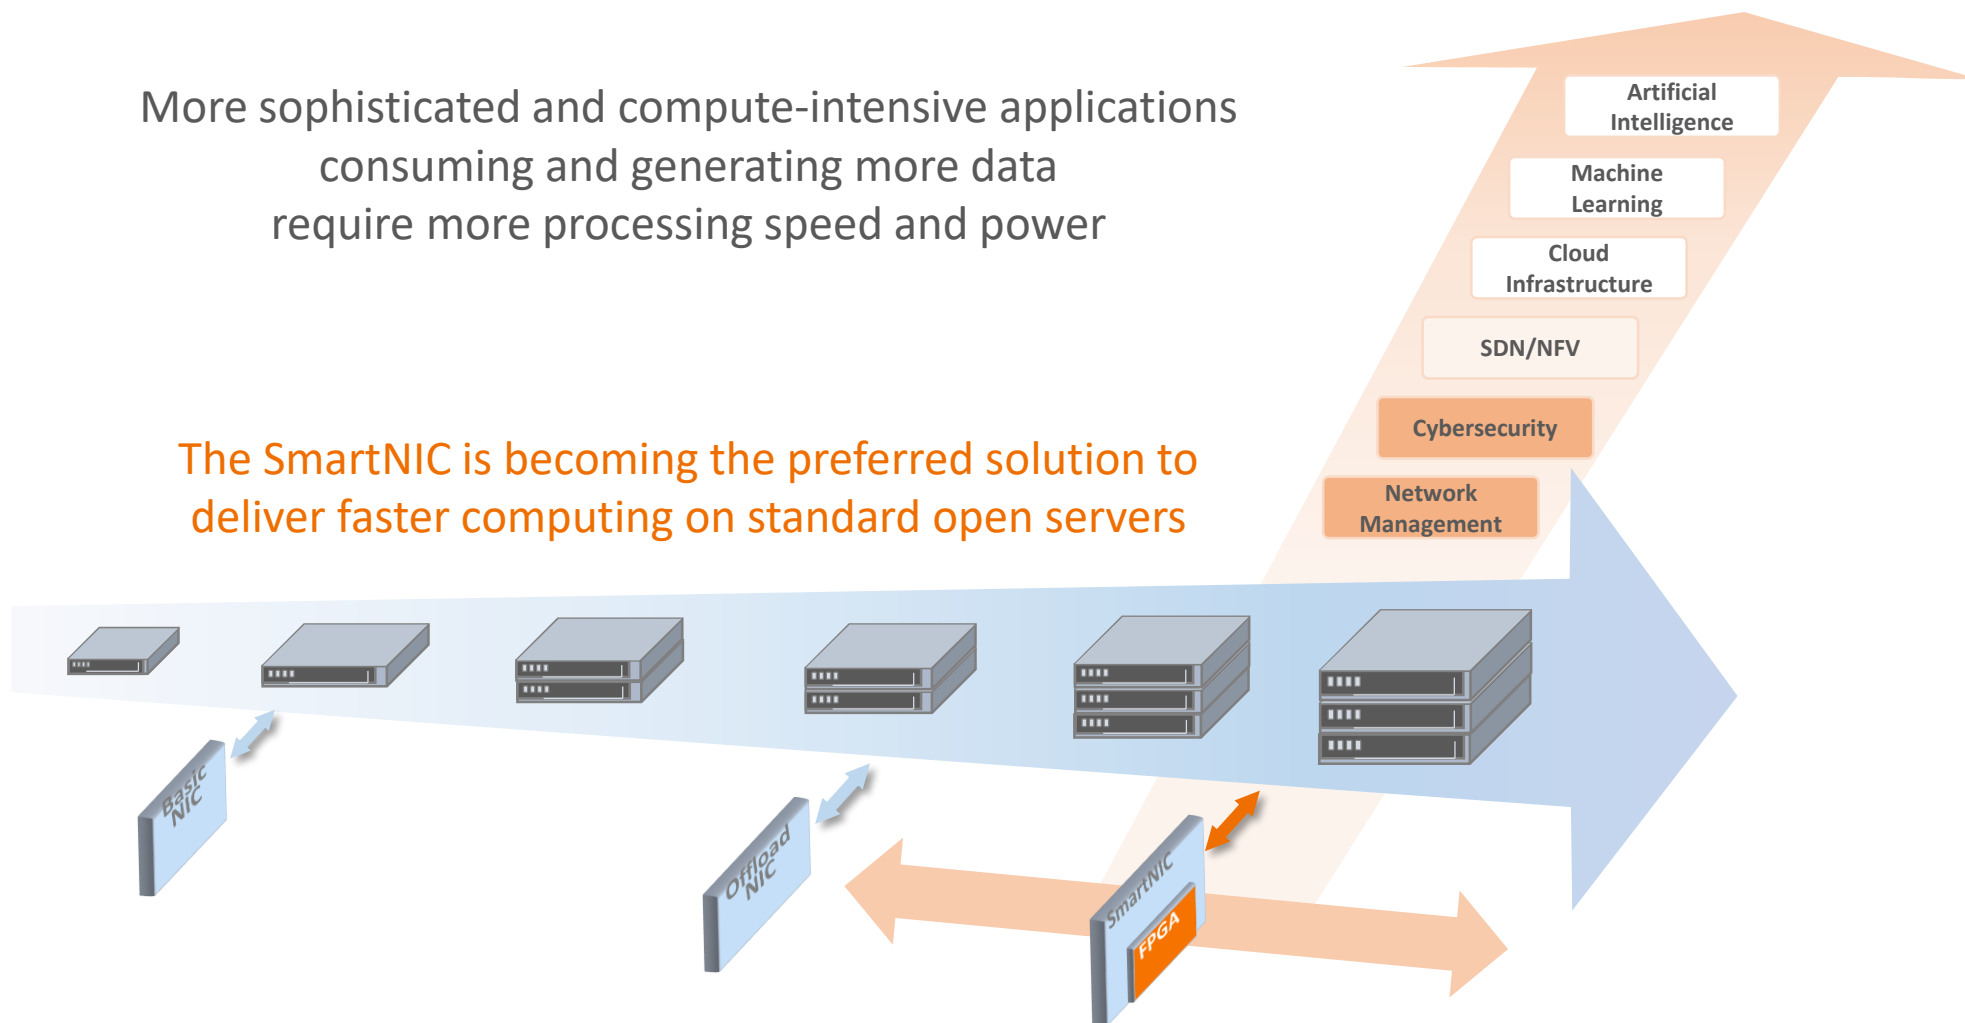 More sophisticated and compute-intensive applications
consuming and generating more data
require more processing speed and power
The SmartNIC is becoming the preferred solution to
deliver faster computing on standard open servers
Artificial
Intelligence
Machine
Learning
Cloud
Infrastructure
SDN/NFV
Cybersecurity
Network
Management
Basic
NIC
Offload
NIC
SmartNIC
FPGA